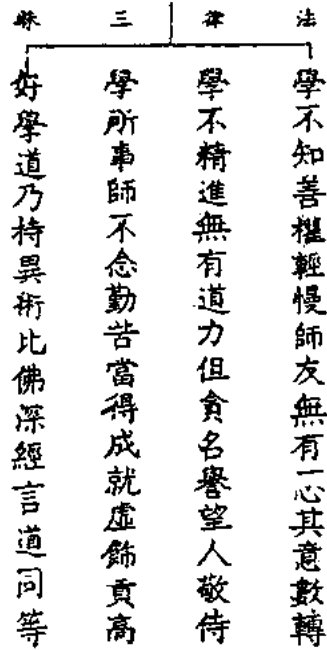 法律三昧
學不知善權輕慢師友無有一心其意數轉
學不精進無有道力但貪名譽望人敬侍
學所事師不念勤苦當得成就虛飾貢高
好學道乃持異術比佛深經言道同等